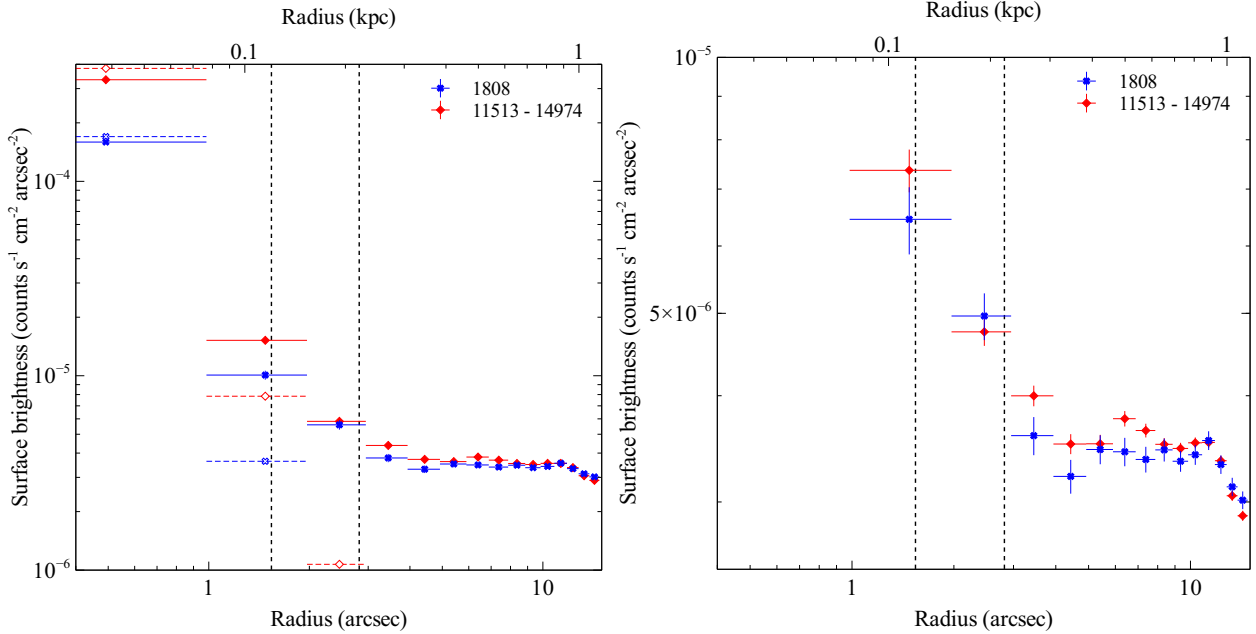 Radius (kpc)
0.1 1
1808
11513 - 14974
Surface brightness (counts s⁻¹ cm⁻² arcsec⁻²)
10⁻⁴
10⁻⁵
10⁻⁶
1 10
Radius (arcsec)
Radius (kpc)
0.1 1
10⁻⁵
1808
11513 - 14974
Surface brightness (counts s⁻¹ cm⁻² arcsec⁻²)
5×10⁻⁶
1 10
Radius (arcsec)